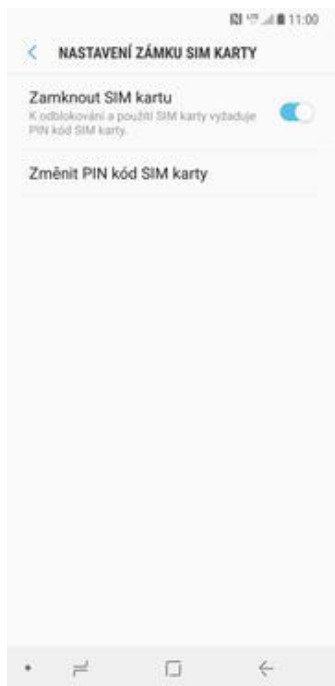 11:00
NASTAVENÍ ZÁMKU SIM KARTY
Zamknout SIM kartu
K odblokování a použití SIM karty vyžaduje
PIN kód SIM karty.
Změnit PIN kód SIM karty